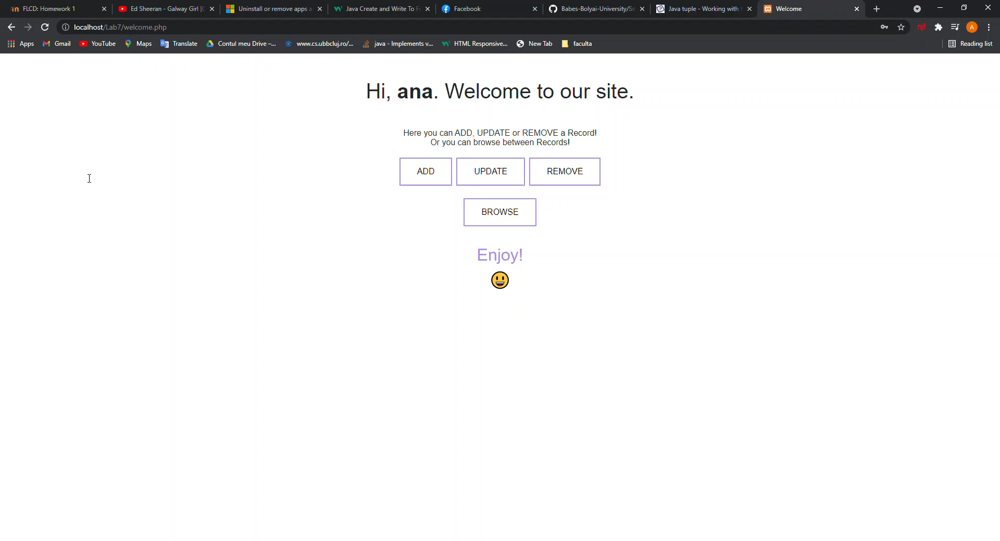 FLCD: Homework 1
Ed Sheeran - Galway Girl [
Uninstall or remove apps a
Java Create and Write To F
Facebook
Babes-Bolyai-University/Se
Java tuple - Working with
Welcome
localhost/Lab7/welcome.php
A
Apps
Gmail
YouTube
Maps
Translate
Contul meu Drive –...
www.cs.ubbcluj.ro/...
java - Implements v...
HTML Responsive...
New Tab
faculta
Reading list
Hi, ana. Welcome to our site.
Here you can ADD, UPDATE or REMOVE a Record!
Or you can browse between Records!
ADD
UPDATE
REMOVE
BROWSE
Enjoy!